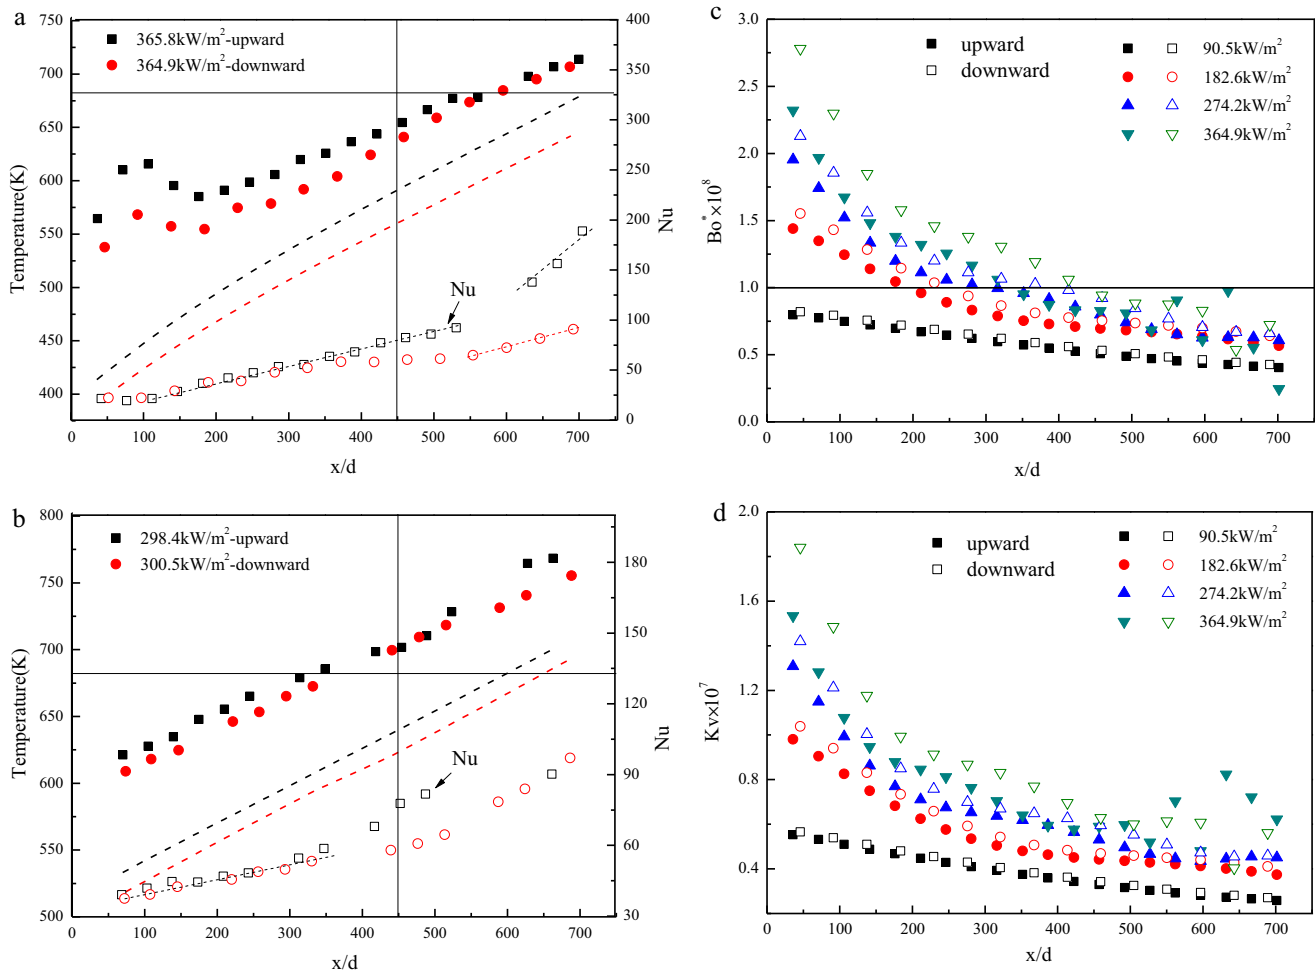 a
365.8kW/m²-upward
364.9kW/m²-downward
Temperature(K)
750
700
650
600
550
500
450
400
400
350
300
250
200
150
100
50
0
Nu
Nu
0 100 200 300 400 500 600 700
x/d
c
upward
downward
90.5kW/m²
182.6kW/m²
274.2kW/m²
364.9kW/m²
Bo*×10⁸
3.0
2.5
2.0
1.5
1.0
0.5
0.0
0 100 200 300 400 500 600 700
x/d
b
298.4kW/m²-upward
300.5kW/m²-downward
Temperature(K)
800
750
700
650
600
550
500
180
150
120
90
60
30
Nu
Nu
0 100 200 300 400 500 600 700
x/d
d
upward
downward
90.5kW/m²
182.6kW/m²
274.2kW/m²
364.9kW/m²
Kv×10⁷
2.0
1.6
1.2
0.8
0.4
0 100 200 300 400 500 600 700
x/d